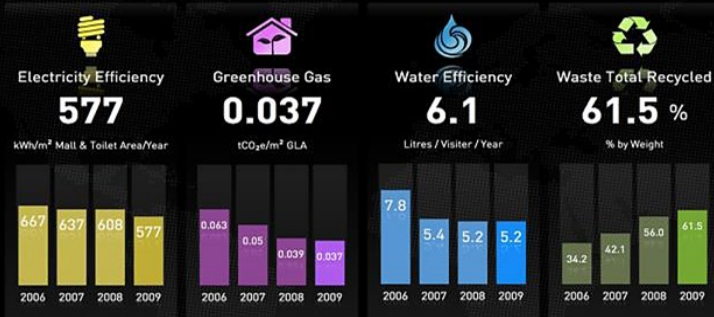 Electricity Efficiency
577
kWh/m² Mall & Toilet Area/Year
667 637 608 577
2006 2007 2008 2009
Greenhouse Gas
0.037
tCO₂e/m² GLA
0.063 0.05 0.039 0.037
2006 2007 2008 2009
Water Efficiency
6.1
Litres / Visiter / Year
7.8 5.4 5.2 5.2
2006 2007 2008 2009
Waste Total Recycled
61.5 %
% by Weight
34.2 42.1 56.0 61.5
2006 2007 2008 2009